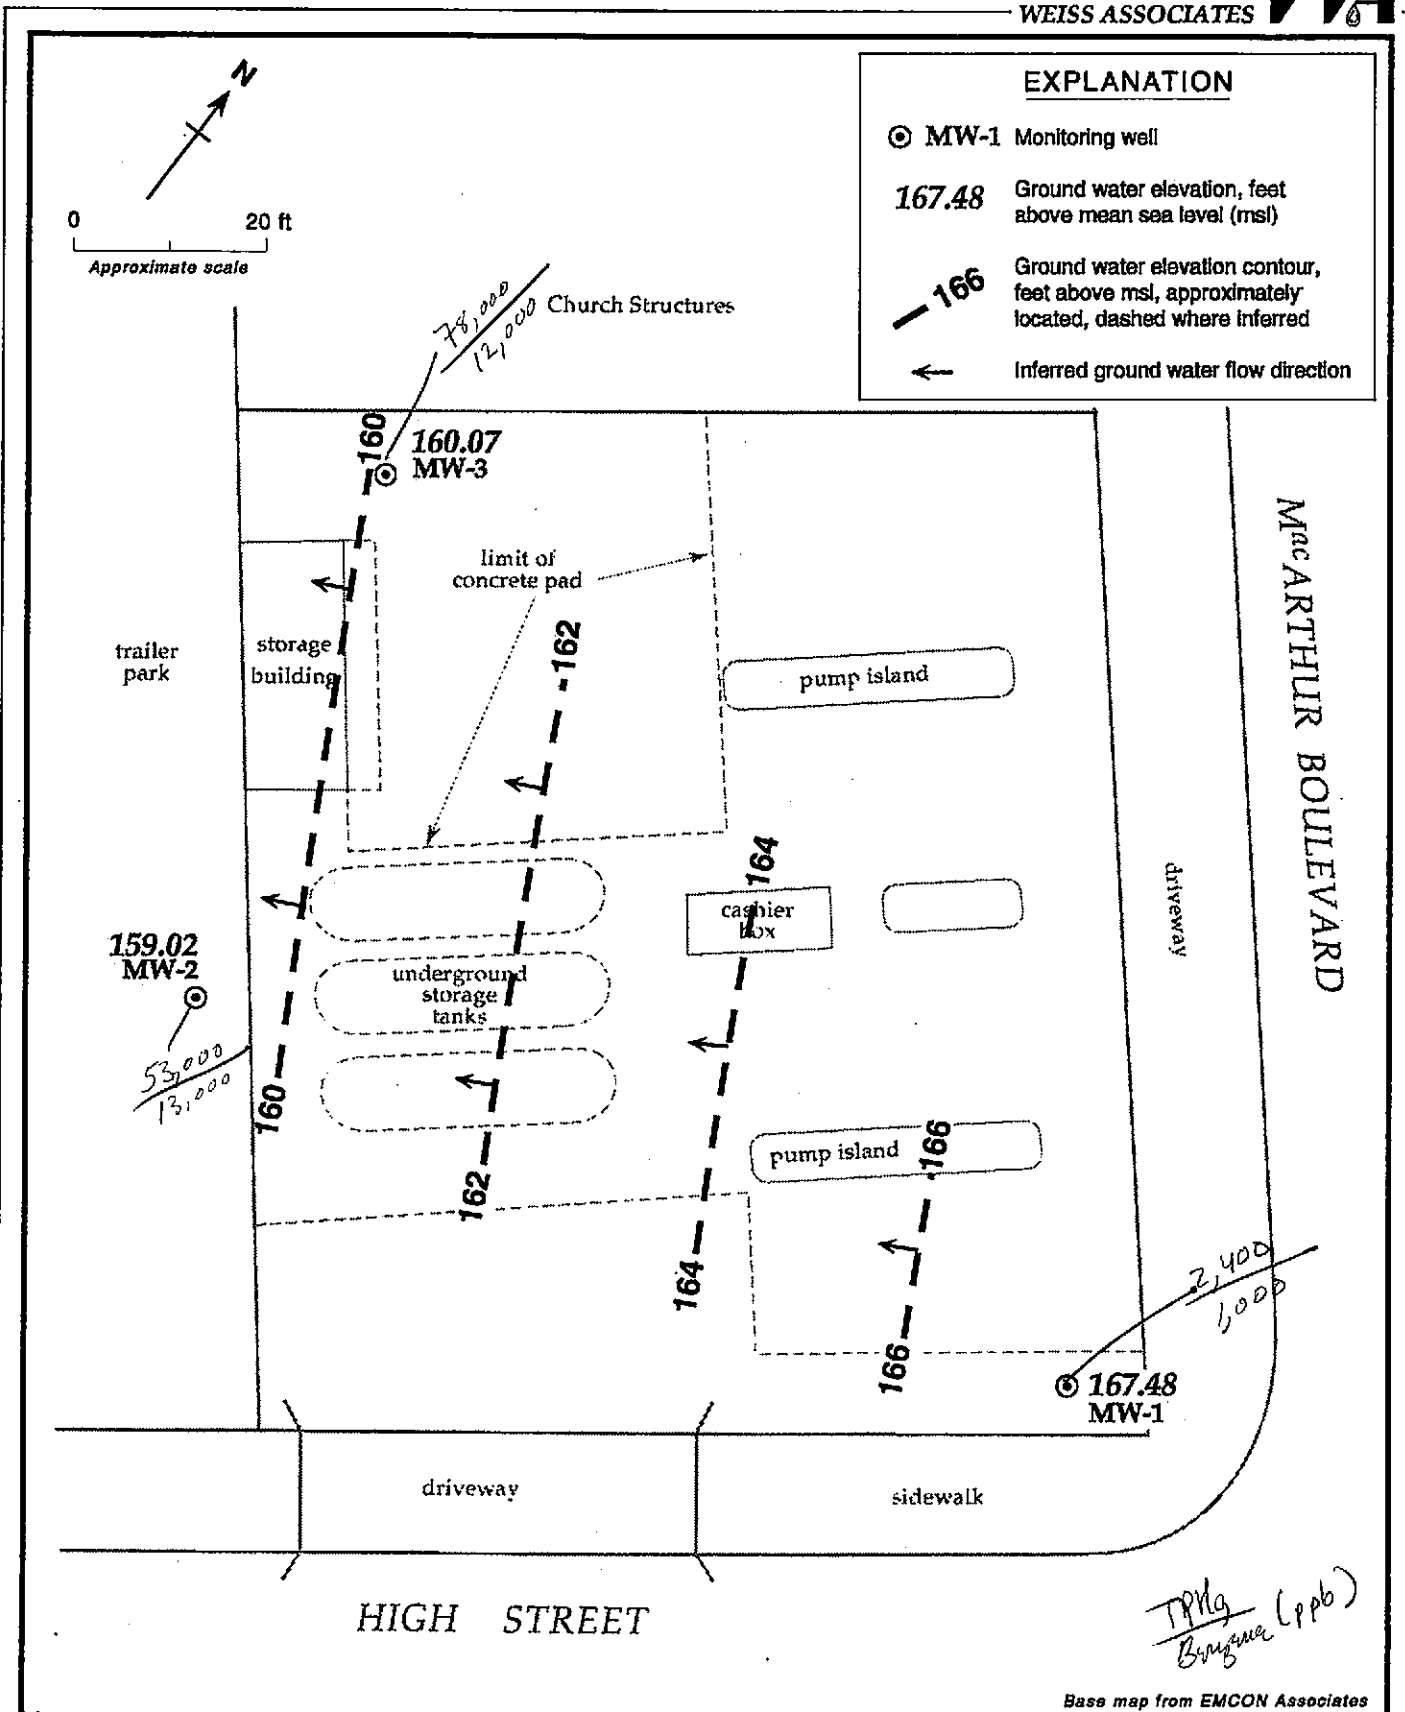 WEISS ASSOCIATES
N
0 20 ft
Approximate scale
EXPLANATION
MW-1 Monitoring well
167.48 Ground water elevation, feet
above mean sea level (msl)
166 Ground water elevation contour,
feet above msl, approximately
located, dashed where inferred
Inferred ground water flow direction
78,000
12,000
Church Structures
160
160.07
MW-3
limit of
concrete pad
trailer
park
storage
building
162
pump island
MacARTHUR BOULEVARD
164
cashier
box
driveway
159.02
MW-2
underground
storage
tanks
53,000
13,000
160
162
pump island
166
164
166
2,400
1,000
167.48
MW-1
driveway
sidewalk
HIGH STREET
TPHg
Benzene (ppb)
Base map from EMCON Associates